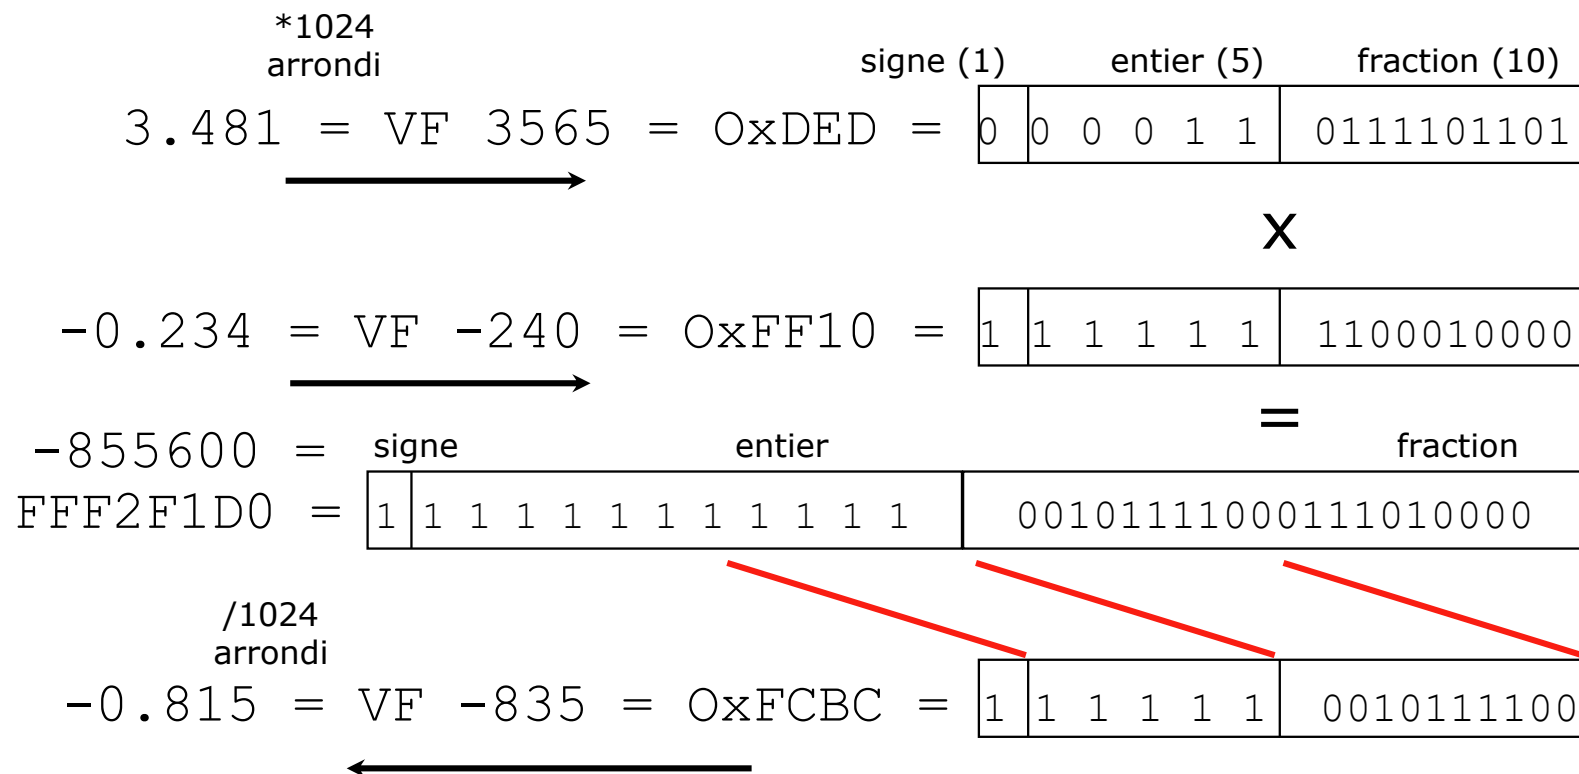 *1024
arrondi
signe (1) entier (5) fraction (10)
3.481 = VF 3565 = OxDED = 0 0 0 0 1 1 0111101101
x
-0.234 = VF -240 = OxFF10 = 1 1 1 1 1 1 1100010000
=
-855600 = signe entier fraction
FFF2F1D0 = 1 1 1 1 1 1 1 1 1 1 1 1 00101111000111010000
/1024
arrondi
-0.815 = VF -835 = OxFCBC = 1 1 1 1 1 1 0010111100